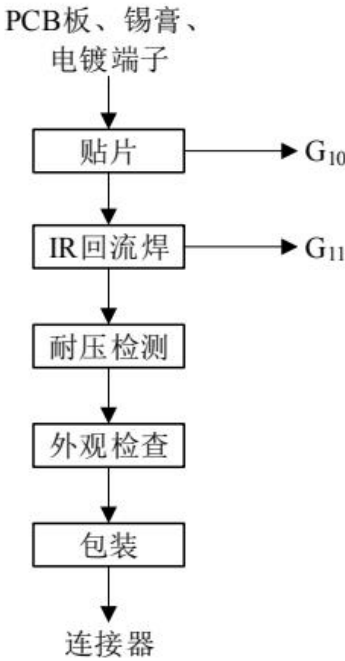 PCB板、锡膏、
电镀端子
贴片
G10
IR回流焊
G11
耐压检测
外观检查
包装
连接器